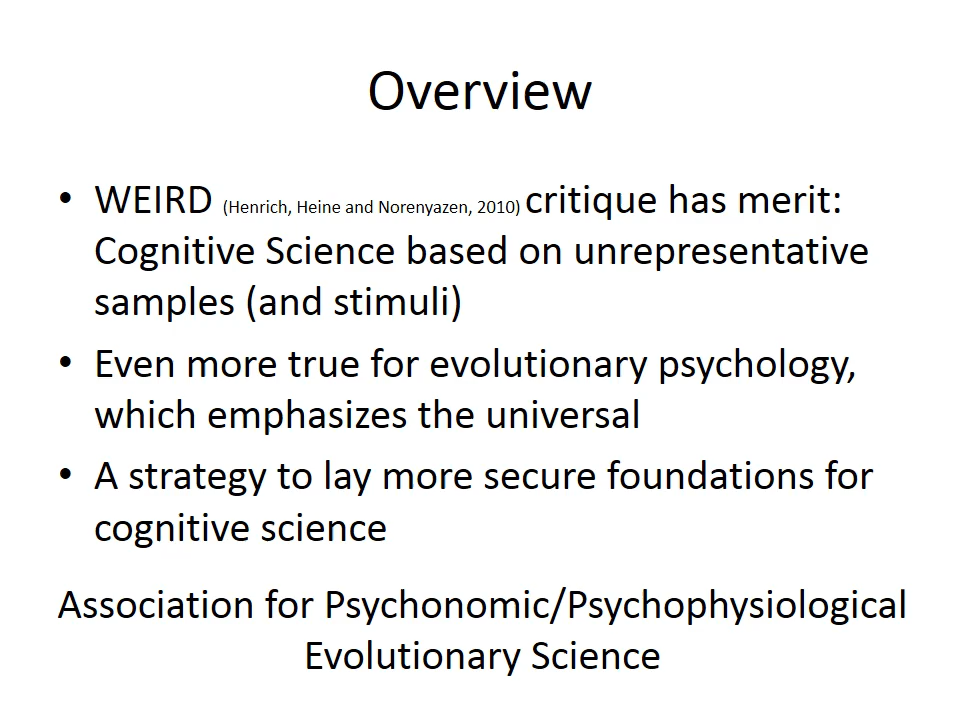 Overview
• WEIRD (Henrich, Heine and Norenyazen, 2010) critique has merit:
Cognitive Science based on unrepresentative
samples (and stimuli)
• Even more true for evolutionary psychology,
which emphasizes the universal
• A strategy to lay more secure foundations for
cognitive science
Association for Psychonomic/Psychophysiological
Evolutionary Science